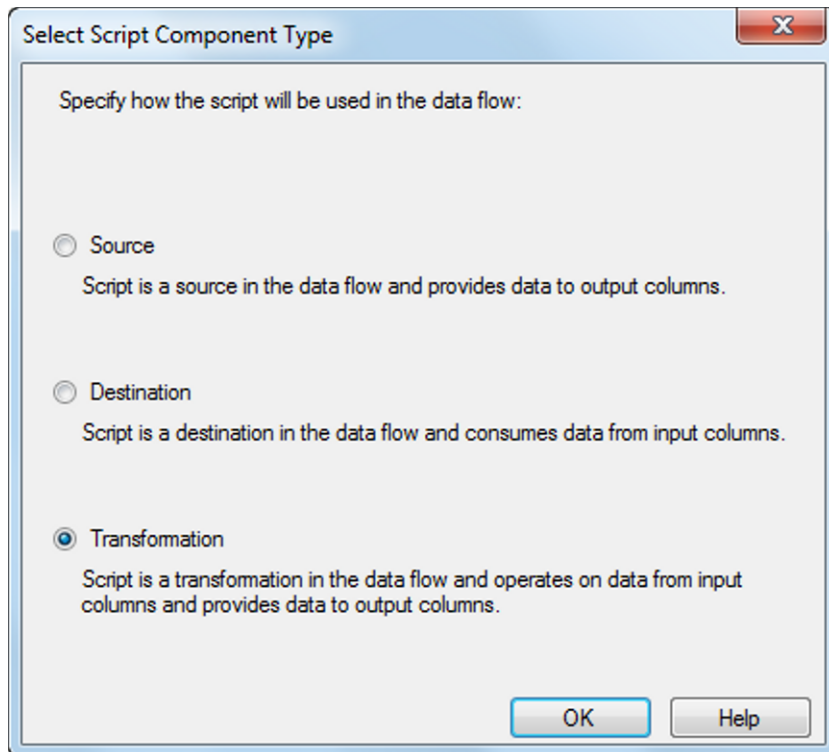 Select Script Component Type
Specify how the script will be used in the data flow:
Source
Script is a source in the data flow and provides data to output columns.
Destination
Script is a destination in the data flow and consumes data from input columns.
Transformation
Script is a transformation in the data flow and operates on data from input
columns and provides data to output columns.
OK Help